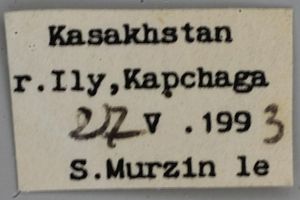 Kasakhstan
r.Ily,Kapchaga
27 V .1993
S.Murzin le